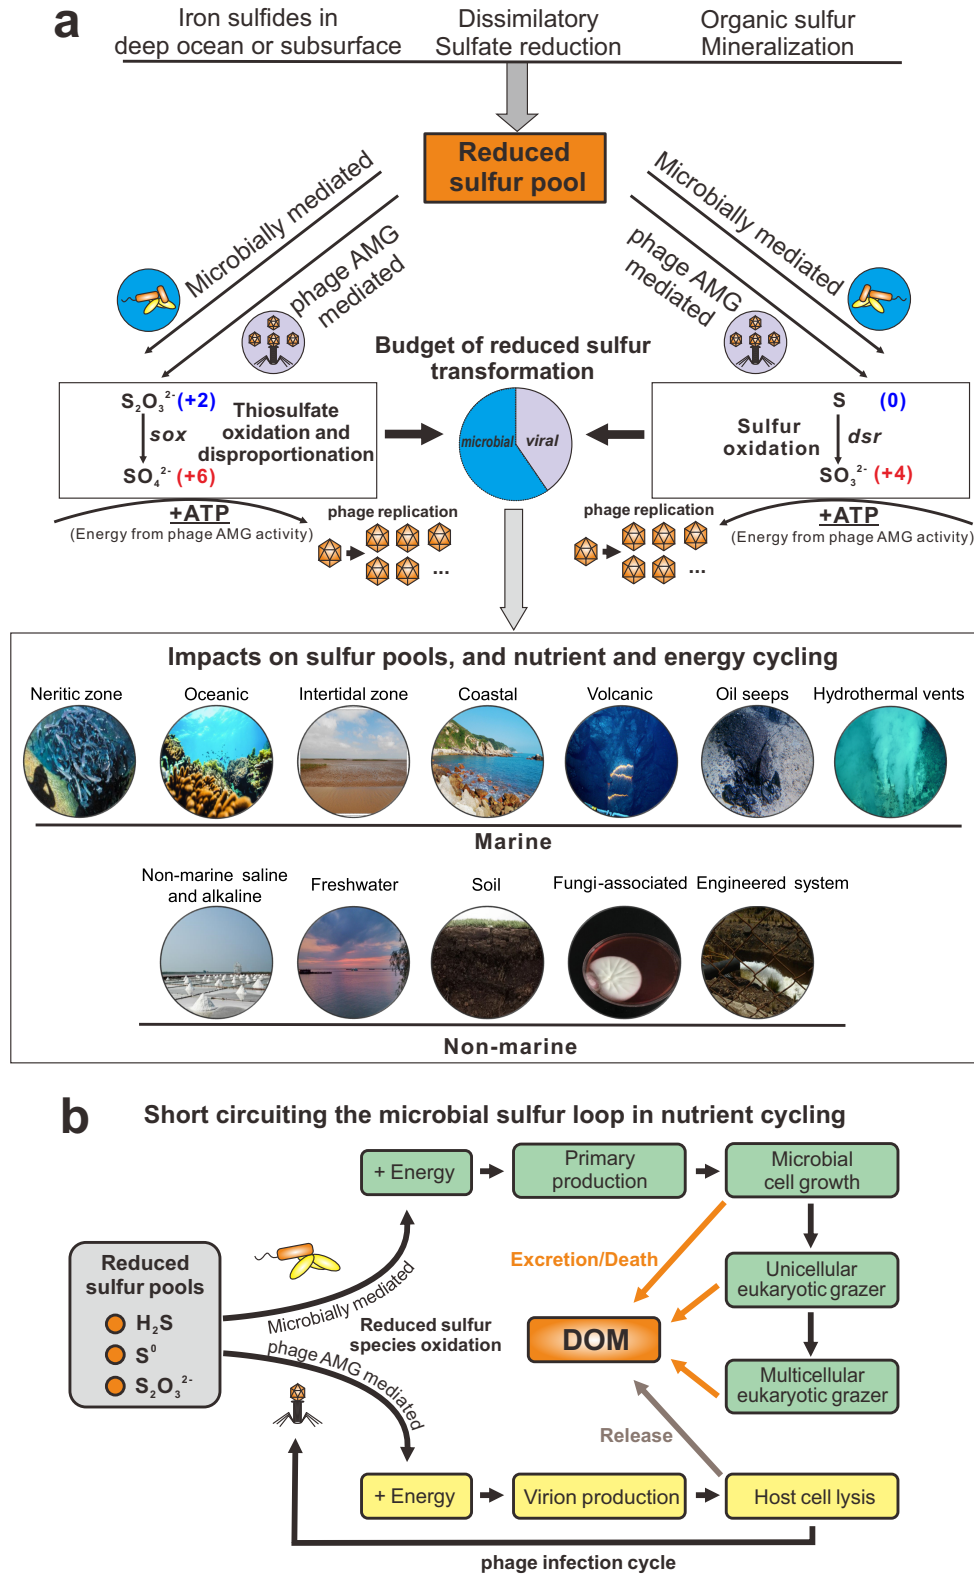 a
Iron sulfides in
deep ocean or subsurface
Dissimilatory
Sulfate reduction
Organic sulfur
Mineralization
Reduced
sulfur pool
Microbially mediated
phage AMG
mediated
Microbially mediated
phage AMG
mediated
Budget of reduced sulfur
transformation
S₂O₃²⁻ (+2)
sox
SO₄²⁻ (+6)
Thiosulfate
oxidation and
disproportionation
microbial
viral
Sulfur
oxidation
S (0)
dsr
SO₃²⁻ (+4)
+ATP
(Energy from phage AMG activity)
phage replication
...
phage replication
...
+ATP
(Energy from phage AMG activity)
Impacts on sulfur pools, and nutrient and energy cycling
Neritic zone
Oceanic
Intertidal zone
Coastal
Volcanic
Oil seeps
Hydrothermal vents
Marine
Non-marine saline
and alkaline
Freshwater
Soil
Fungi-associated
Engineered system
Non-marine
b
Short circuiting the microbial sulfur loop in nutrient cycling
+ Energy
Primary
production
Microbial
cell growth
Reduced
sulfur pools
H₂S
S⁰
S₂O₃²⁻
Microbially mediated
Reduced sulfur
species oxidation
phage AMG mediated
Excretion/Death
DOM
Unicellular
eukaryotic grazer
Multicellular
eukaryotic grazer
Release
+ Energy
Virion production
Host cell lysis
phage infection cycle